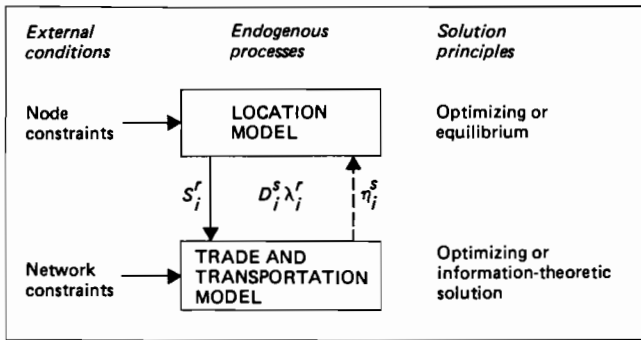 External conditions
Endogenous processes
Solution principles
Node constraints
LOCATION MODEL
Optimizing or equilibrium
S_i^r
D_i^s λ_i^r
η_i^s
Network constraints
TRADE AND TRANSPORTATION MODEL
Optimizing or information-theoretic solution